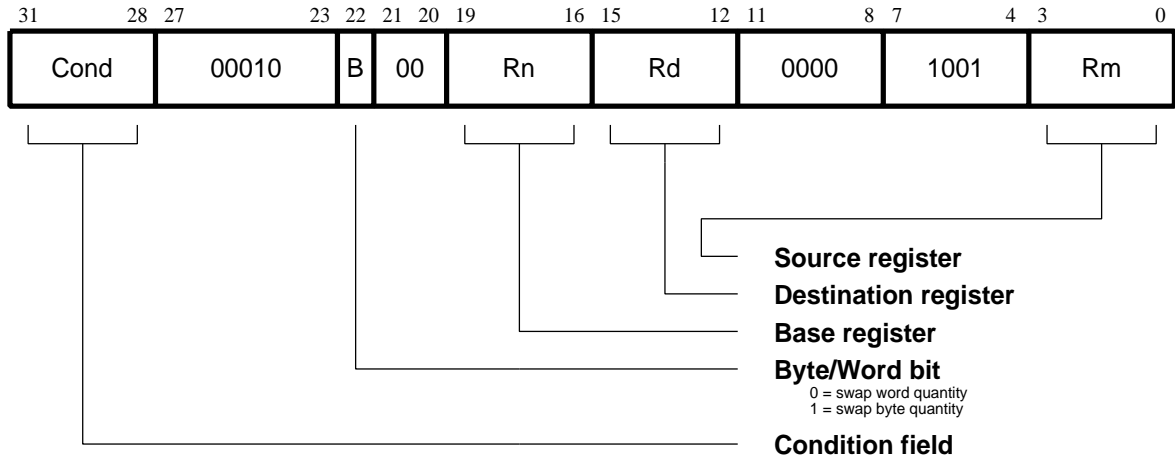 31 28 27 23 22 21 20 19 16 15 12 11 8 7 4 3 0
Cond 00010 B 00 Rn Rd 0000 1001 Rm
Source register
Destination register
Base register
Byte/Word bit
0 = swap word quantity
1 = swap byte quantity
Condition field